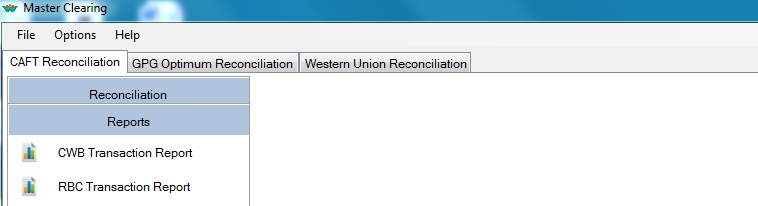 Master Clearing
File Options Help
CAFT Reconciliation GPG Optimum Reconciliation Western Union Reconciliation
Reconciliation
Reports
CWB Transaction Report
RBC Transaction Report